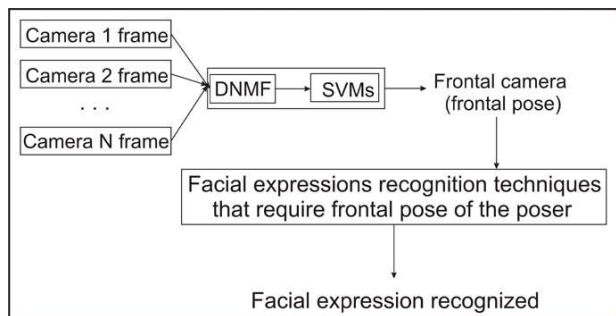 Camera 1 frame
Camera 2 frame
. . .
Camera N frame
DNMF
SVMs
Frontal camera
(frontal pose)
Facial expressions recognition techniques
that require frontal pose of the poser
Facial expression recognized